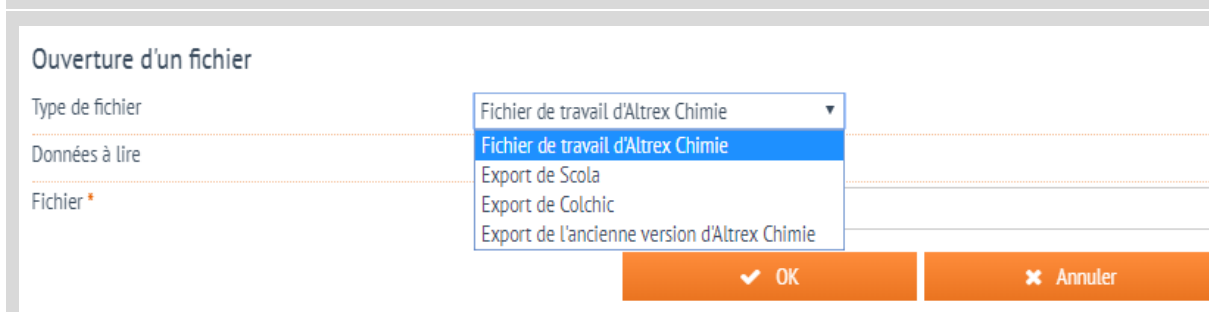 Ouverture d'un fichier
Type de fichier
Fichier de travail d'Altrex Chimie
Fichier de travail d'Altrex Chimie
Données à lire
Export de Scola
Fichier *
Export de Colchic
Export de l'ancienne version d'Altrex Chimie
OK
Annuler